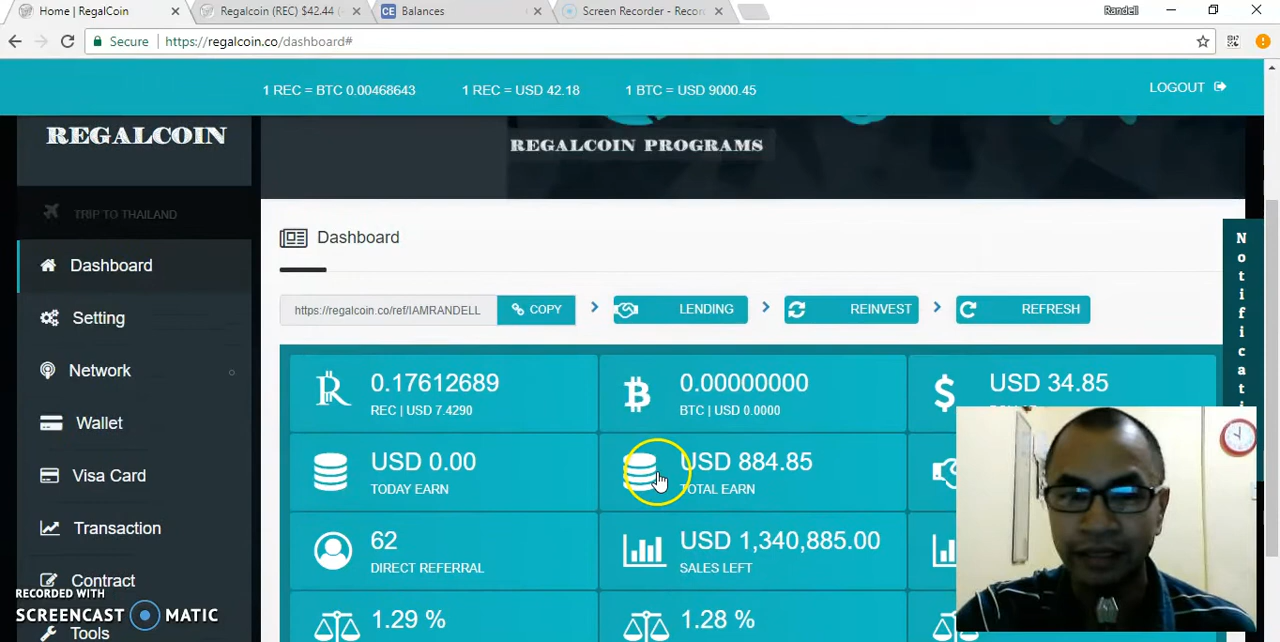 Home | RegalCoin
Regalcoin (REC) $42.44
CE Balances
Screen Recorder - Recor
Randell
Secure https://regalcoin.co/dashboard#
1 REC = BTC 0.00468643 1 REC = USD 42.18 1 BTC = USD 9000.45
LOGOUT
REGALCOIN
REGALCOIN PROGRAMS
TRIP TO THAILAND
Dashboard
Setting
Network
Wallet
Visa Card
Transaction
Contract
Tools
Dashboard
https://regalcoin.co/ref/IAMRANDELL COPY LENDING REINVEST REFRESH
0.17612689
REC | USD 7.4290
0.00000000
BTC | USD 0.0000
USD 34.85
USD 0.00
TODAY EARN
USD 884.85
TOTAL EARN
62
DIRECT REFERRAL
USD 1,340,885.00
SALES LEFT
1.29 %
1.28 %
Notificati
RECORDED WITH
SCREENCAST MATIC